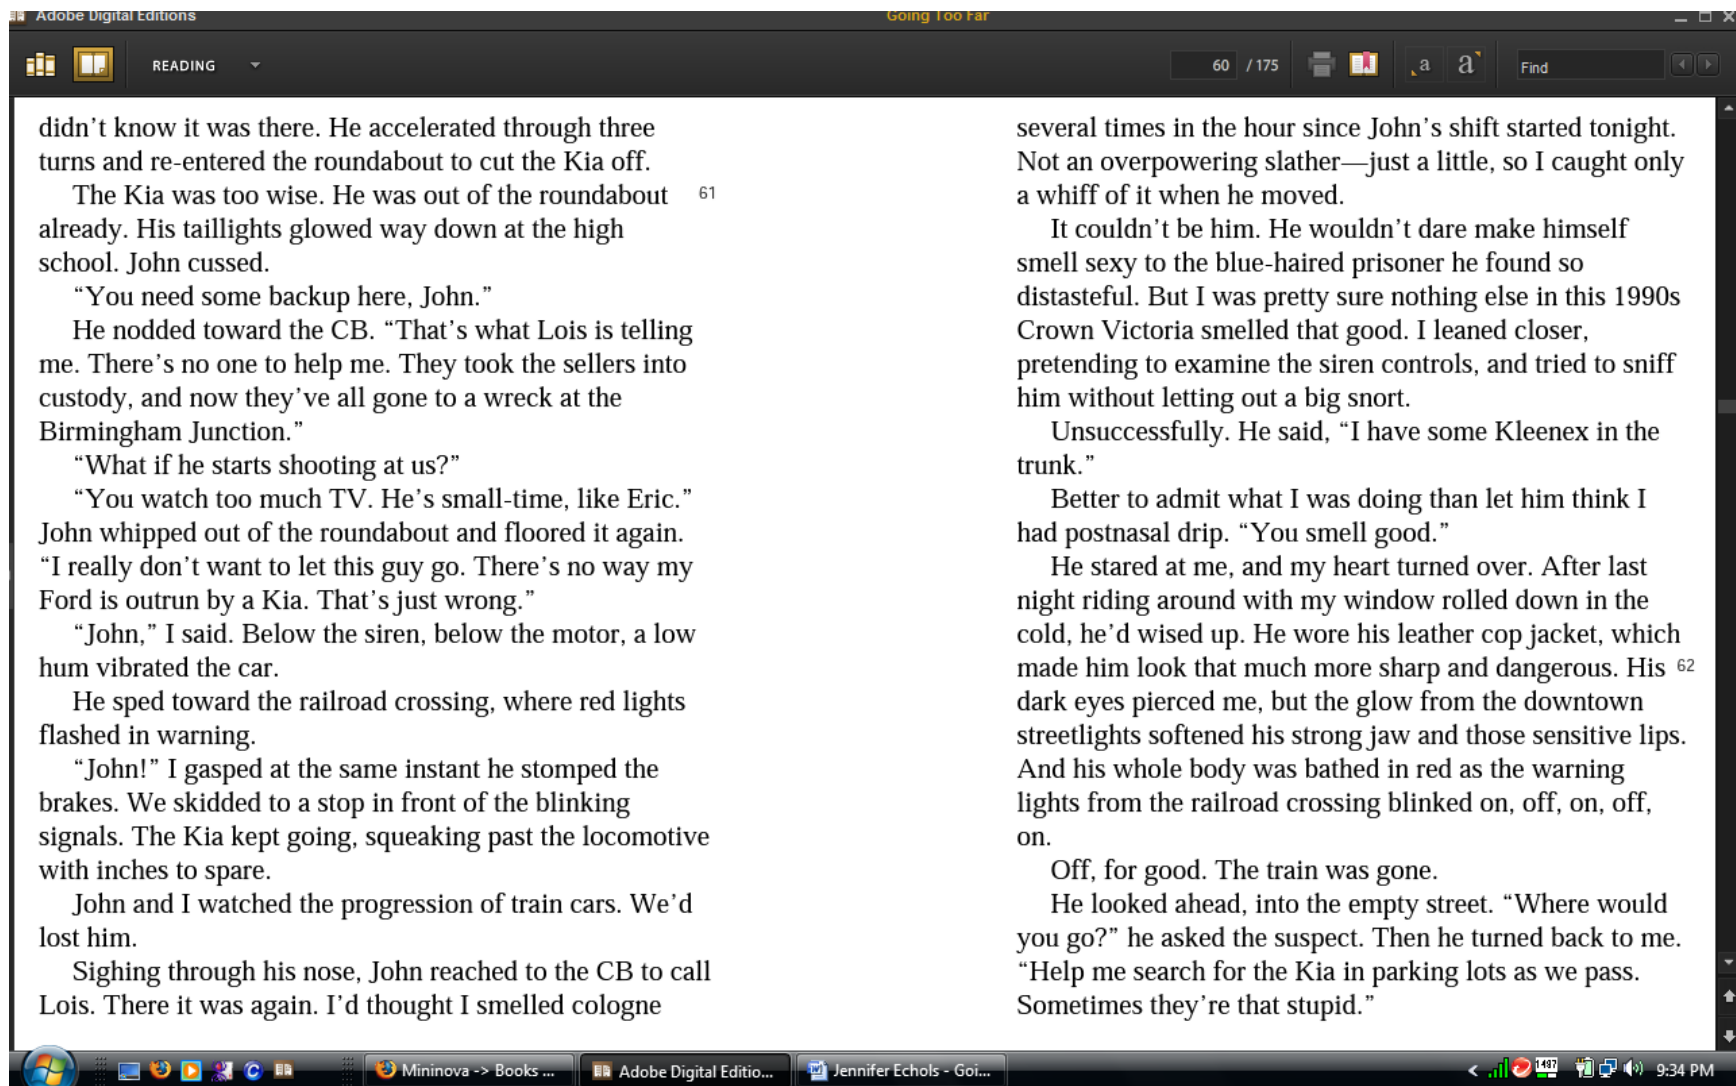 Adobe Digital Editions
Going Too Far
READING
60 / 175
a
a
Find
didn’t know it was there. He accelerated through three
turns and re-entered the roundabout to cut the Kia off.
The Kia was too wise. He was out of the roundabout
61
already. His taillights glowed way down at the high
school. John cussed.
“You need some backup here, John.”
He nodded toward the CB. “That’s what Lois is telling
me. There’s no one to help me. They took the sellers into
custody, and now they’ve all gone to a wreck at the
Birmingham Junction.”
“What if he starts shooting at us?”
“You watch too much TV. He’s small-time, like Eric.”
John whipped out of the roundabout and floored it again.
“I really don’t want to let this guy go. There’s no way my
Ford is outrun by a Kia. That’s just wrong.”
“John,” I said. Below the siren, below the motor, a low
hum vibrated the car.
He sped toward the railroad crossing, where red lights
flashed in warning.
“John!” I gasped at the same instant he stomped the
brakes. We skidded to a stop in front of the blinking
signals. The Kia kept going, squeaking past the locomotive
with inches to spare.
John and I watched the progression of train cars. We’d
lost him.
Sighing through his nose, John reached to the CB to call
Lois. There it was again. I’d thought I smelled cologne
several times in the hour since John’s shift started tonight.
Not an overpowering slather—just a little, so I caught only
a whiff of it when he moved.
It couldn’t be him. He wouldn’t dare make himself
smell sexy to the blue-haired prisoner he found so
distasteful. But I was pretty sure nothing else in this 1990s
Crown Victoria smelled that good. I leaned closer,
pretending to examine the siren controls, and tried to sniff
him without letting out a big snort.
Unsuccessfully. He said, “I have some Kleenex in the
trunk.”
Better to admit what I was doing than let him think I
had postnasal drip. “You smell good.”
He stared at me, and my heart turned over. After last
night riding around with my window rolled down in the
cold, he’d wised up. He wore his leather cop jacket, which
made him look that much more sharp and dangerous. His
62
dark eyes pierced me, but the glow from the downtown
streetlights softened his strong jaw and those sensitive lips.
And his whole body was bathed in red as the warning
lights from the railroad crossing blinked on, off, on, off,
on.
Off, for good. The train was gone.
He looked ahead, into the empty street. “Where would
you go?” he asked the suspect. Then he turned back to me.
“Help me search for the Kia in parking lots as we pass.
Sometimes they’re that stupid.”
Mininova -> Books ...
Adobe Digital Editio...
Jennifer Echols - Goi...
9:34 PM